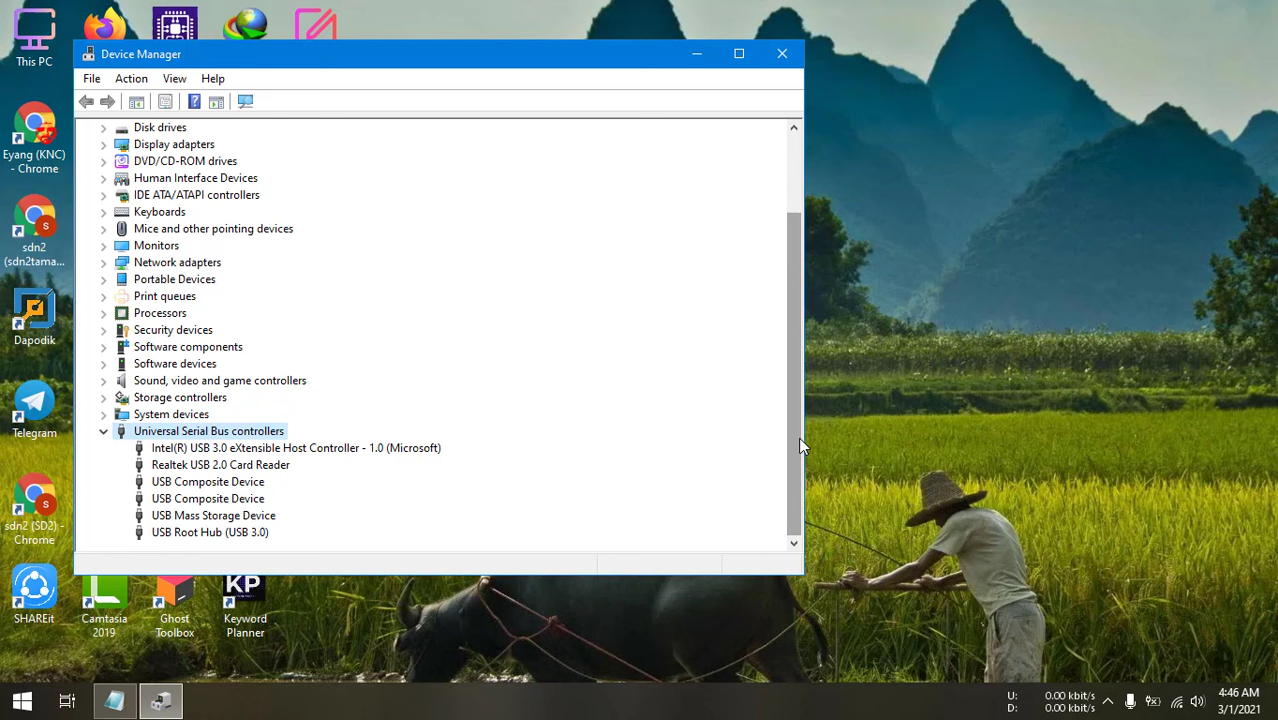 This PC
Device Manager
File Action View Help
Disk drives
Display adapters
DVD/CD-ROM drives
Human Interface Devices
IDE ATA/ATAPI controllers
Keyboards
Mice and other pointing devices
Monitors
Network adapters
Portable Devices
Print queues
Processors
Security devices
Software components
Software devices
Sound, video and game controllers
Storage controllers
System devices
Universal Serial Bus controllers
Intel(R) USB 3.0 eXtensible Host Controller - 1.0 (Microsoft)
Realtek USB 2.0 Card Reader
USB Composite Device
USB Composite Device
USB Mass Storage Device
USB Root Hub (USB 3.0)
Eyang (KNC)
- Chrome
S
sdn2
(sdn2tama...
Dapodik
Telegram
S
sdn2 (SD2) -
Chrome
SHAREit
Camtasia
2019
Ghost
Toolbox
KP
Keyword
Planner
U: 0.00 kbit/s
D: 0.00 kbit/s
4:46 AM
3/1/2021